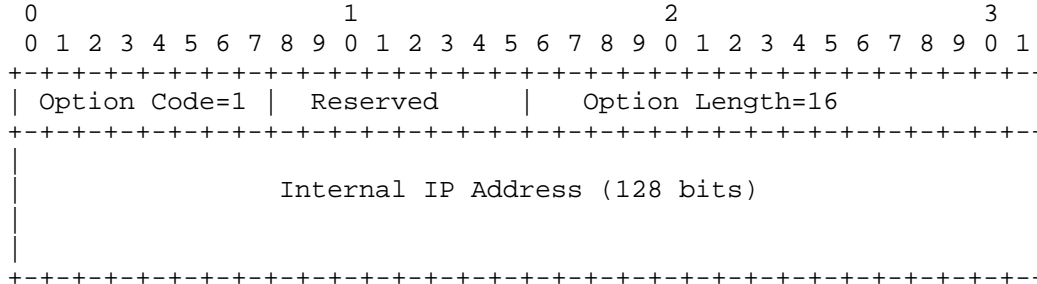 0                   1                   2                   3
 0 1 2 3 4 5 6 7 8 9 0 1 2 3 4 5 6 7 8 9 0 1 2 3 4 5 6 7 8 9 0 1
+-+-+-+-+-+-+-+-+-+-+-+-+-+-+-+-+-+-+-+-+-+-+-+-+-+-+-+-+-+-+-+-+-
| Option Code=1 |  Reserved     |   Option Length=16
+-+-+-+-+-+-+-+-+-+-+-+-+-+-+-+-+-+-+-+-+-+-+-+-+-+-+-+-+-+-+-+-+-
|
|                Internal IP Address (128 bits)
|
|
+-+-+-+-+-+-+-+-+-+-+-+-+-+-+-+-+-+-+-+-+-+-+-+-+-+-+-+-+-+-+-+-+-